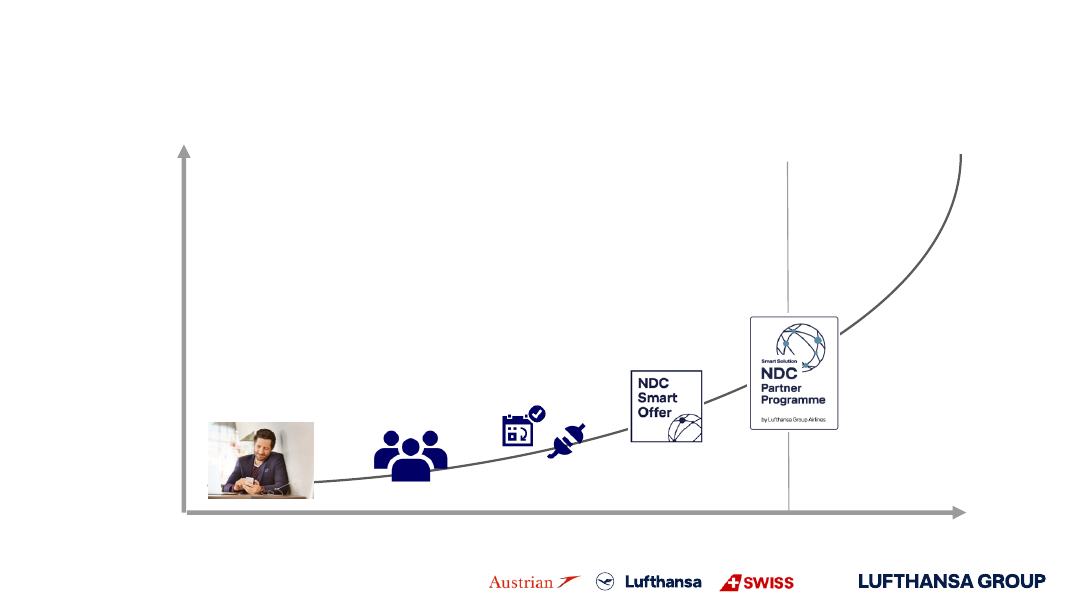 NDC
Smart
Offer
Smart Solution
NDC
Partner
Programme
by Lufthansa Group Airlines
Austrian
Lufthansa
SWISS
LUFTHANSA GROUP